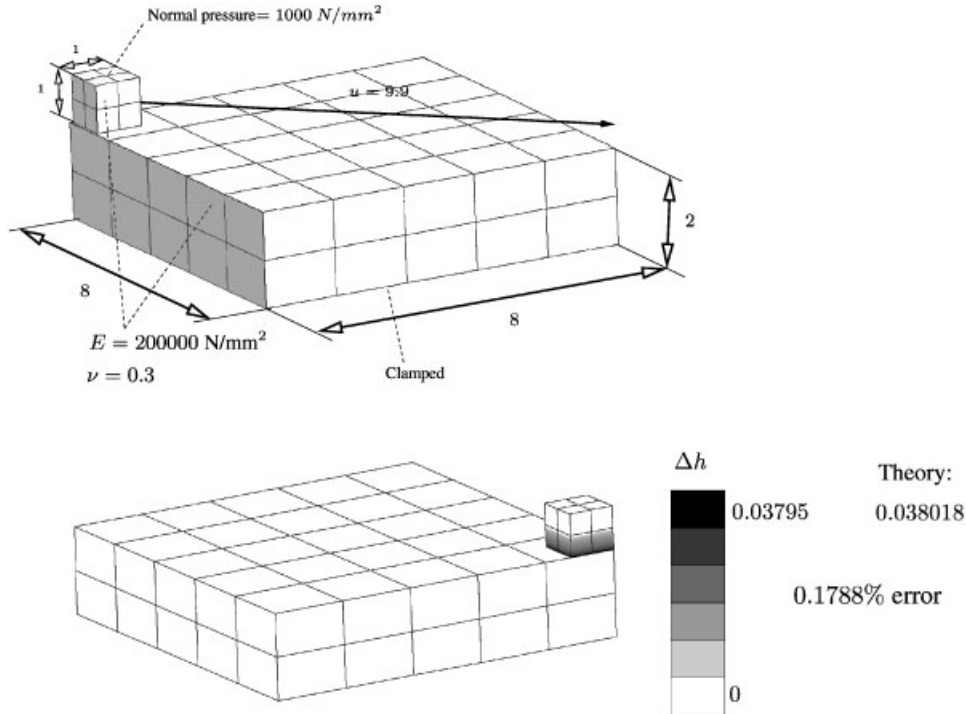 Normal pressure= 1000 N/mm²
1
1
u = 9.9
2
8
8
E = 200000 N/mm²
ν = 0.3
Clamped
Δh
Theory:
0.03795
0.038018
0.1788% error
0